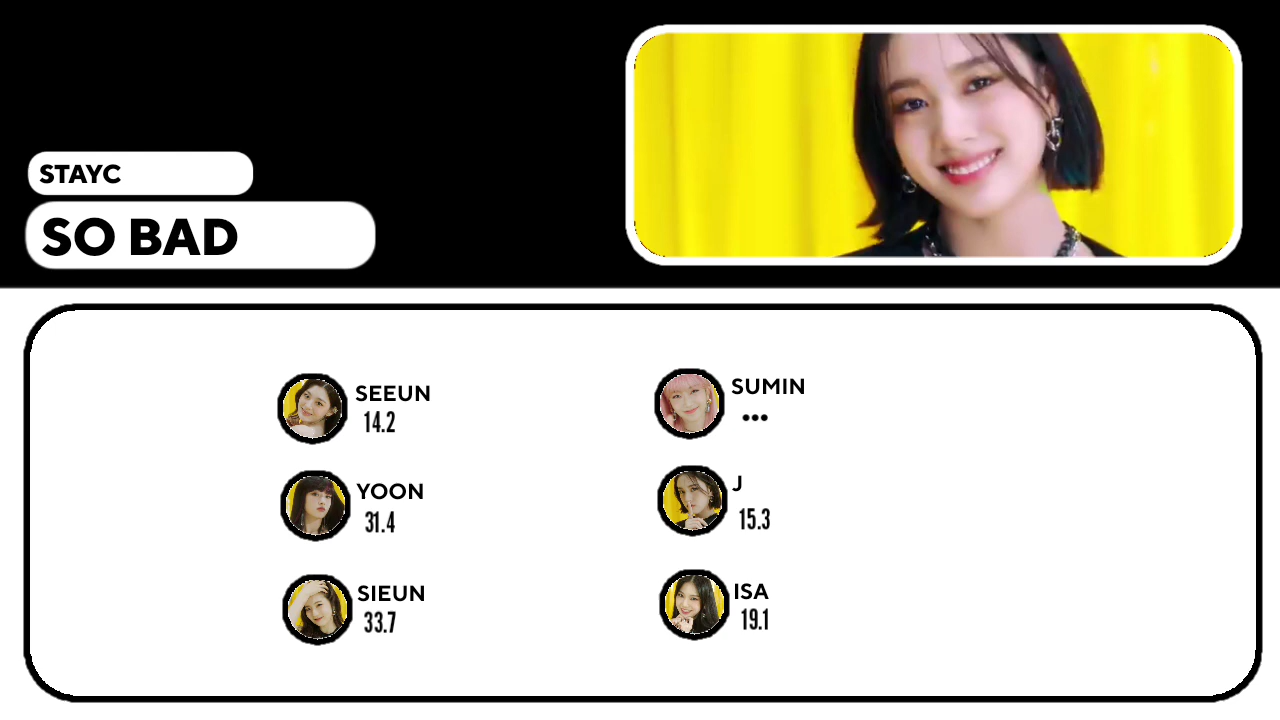 STAYC
SO BAD
SEEUN
14.2
YOON
31.4
SIEUN
33.7
SUMIN
•••
J
15.3
ISA
19.1